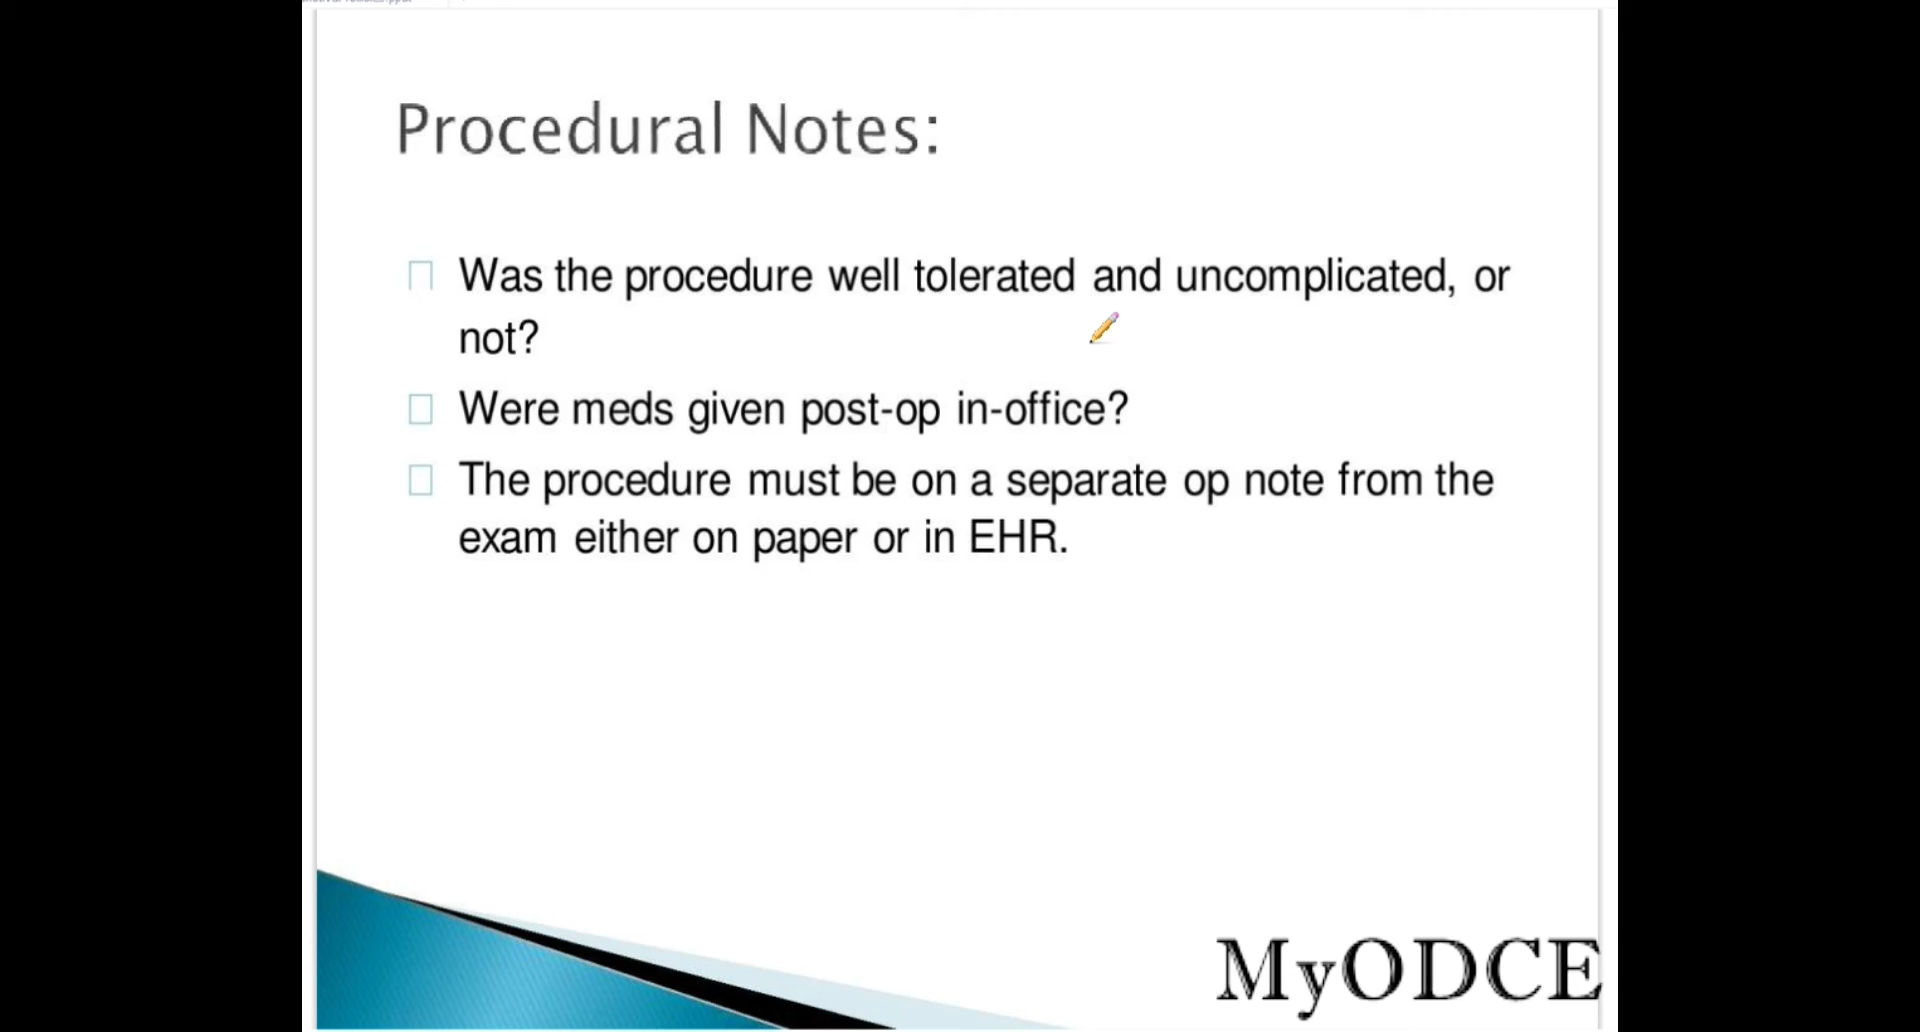 Procedural Notes:
Was the procedure well tolerated and uncomplicated, or
not?
Were meds given post-op in-office?
The procedure must be on a separate op note from the
exam either on paper or in EHR.
MyODCE